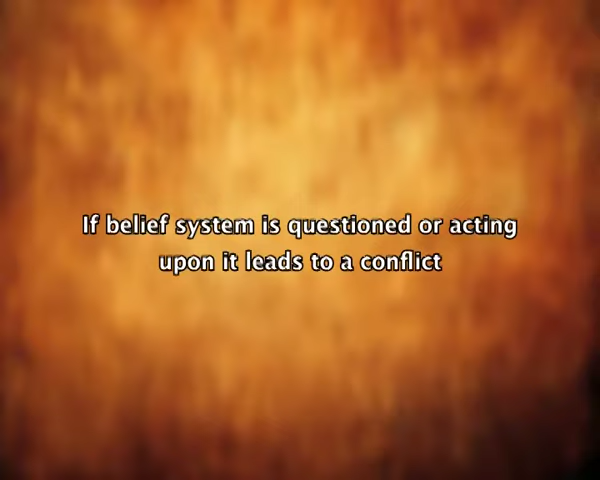 If belief system is questioned or acting
upon it leads to a conflict